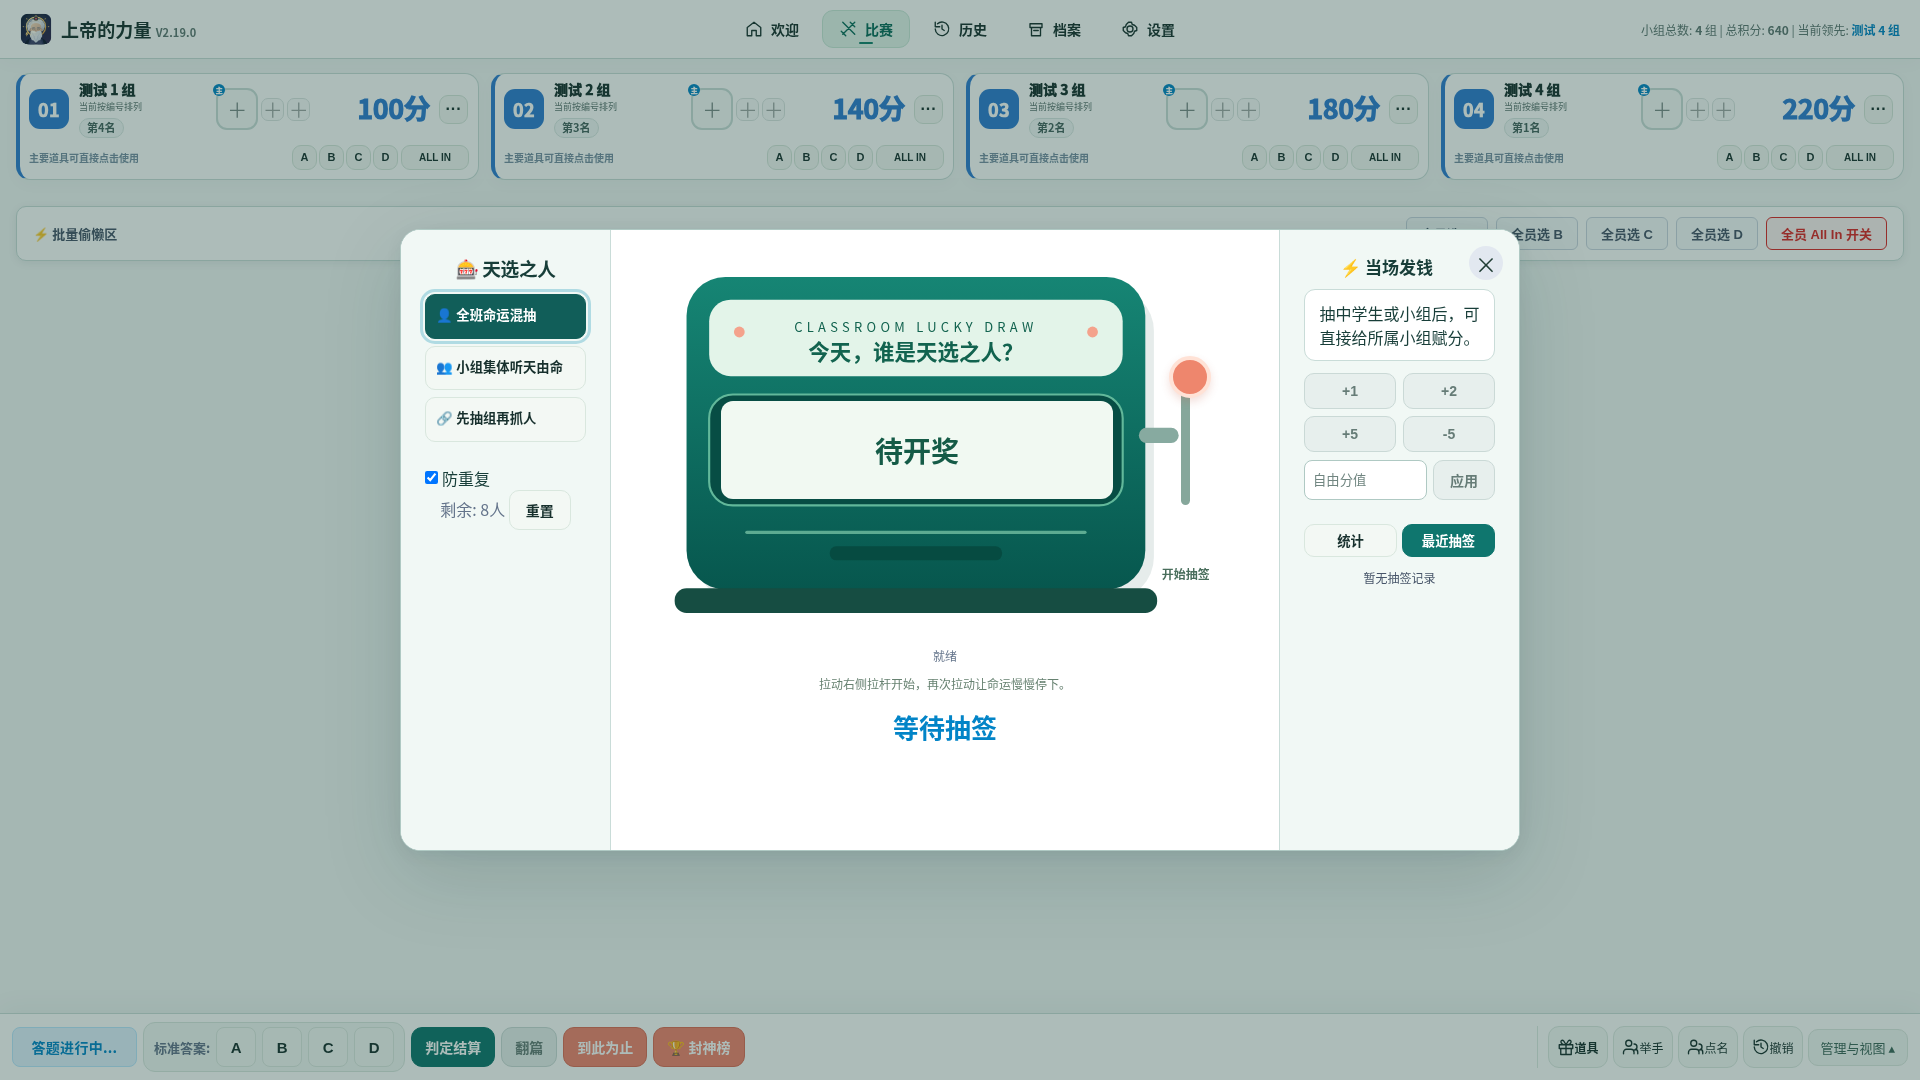 上帝的力量 V2.19.0
欢迎
比赛
历史
档案
设置
小组总数: 4 组 | 总积分: 640 | 当前领先: 测试 4 组
01
测试 1 组
当前按编号排列
第4名
主
100分
主要道具可直接点击使用
A
B
C
D
ALL IN
02
测试 2 组
当前按编号排列
第3名
主
140分
主要道具可直接点击使用
A
B
C
D
ALL IN
03
测试 3 组
当前按编号排列
第2名
主
180分
主要道具可直接点击使用
A
B
C
D
ALL IN
04
测试 4 组
当前按编号排列
第1名
主
220分
主要道具可直接点击使用
A
B
C
D
ALL IN
⚡ 批量偷懒区
全员选 B
全员选 C
全员选 D
全员 All In 开关
🎰 天选之人
👤 全班命运混抽
👥 小组集体听天由命
🔗 先抽组再抓人
防重复
剩余: 8人
重置
CLASSROOM LUCKY DRAW
今天，谁是天选之人？
待开奖
开始抽签
就绪
拉动右侧拉杆开始，再次拉动让命运慢慢停下。
等待抽签
⚡ 当场发钱
抽中学生或小组后，可
直接给所属小组赋分。
+1
+2
+5
-5
自由分值
应用
统计
最近抽签
暂无抽签记录
答题进行中...
标准答案:
A
B
C
D
判定结算
翻篇
到此为止
🏆 封神榜
道具
举手
点名
撤销
管理与视图 ▴